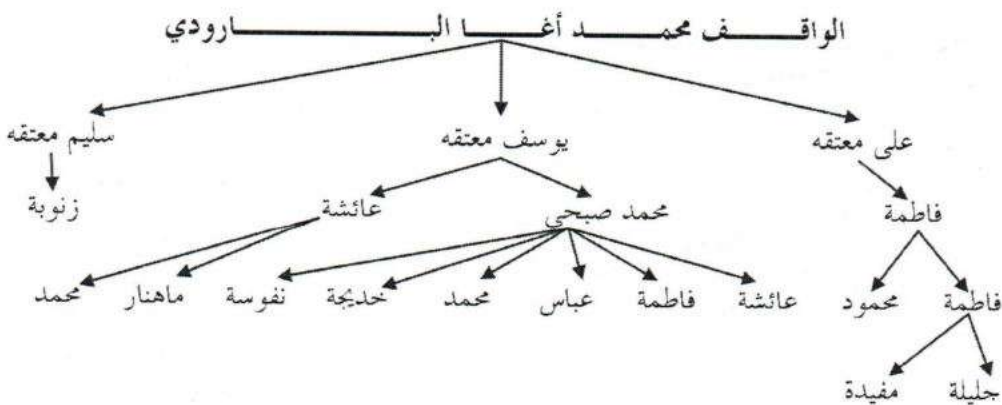 الواقف محمد أغا البارودي
على معتقه يوسف معتقه سليم معتقه
فاطمة محمد صبحي عائشة زنوبة
فاطمة محمود عائشة فاطمة عباس محمد خديجة نفوسة ماهنار محمد
جليلة مفيدة